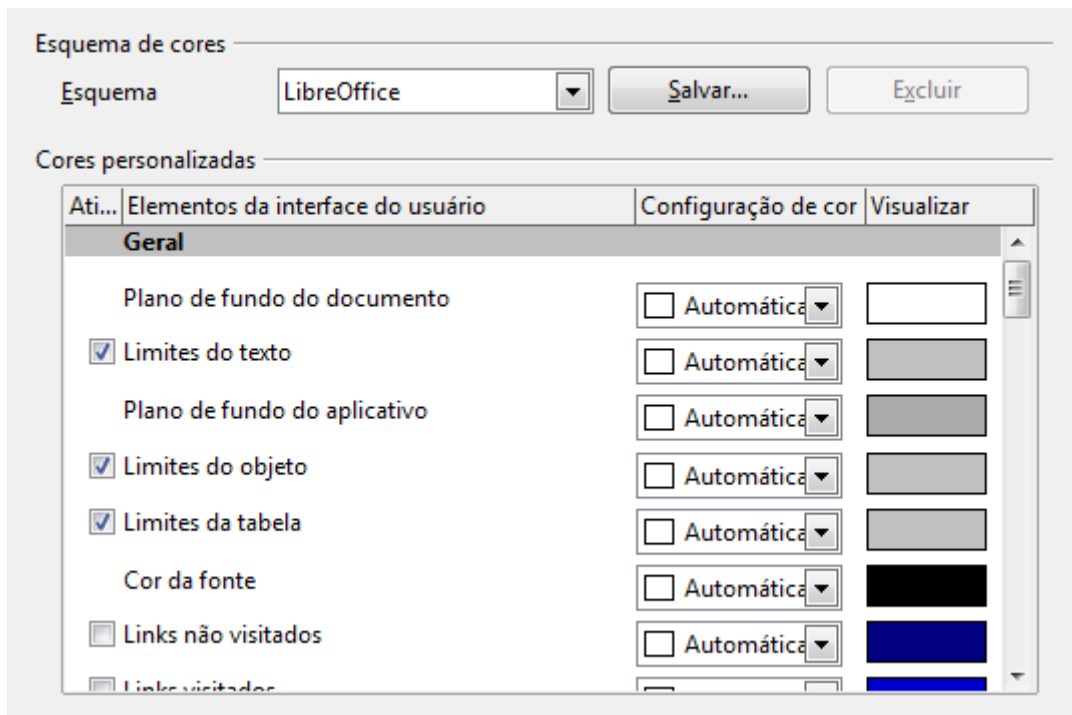 Esquema de cores
Esquema LibreOffice Salvar... Excluir
Cores personalizadas
Ati... Elementos da interface do usuário Configuração de cor Visualizar
Geral
Plano de fundo do documento Automática
Limites do texto Automática
Plano de fundo do aplicativo Automática
Limites do objeto Automática
Limites da tabela Automática
Cor da fonte Automática
Links não visitados Automática
Links visitados